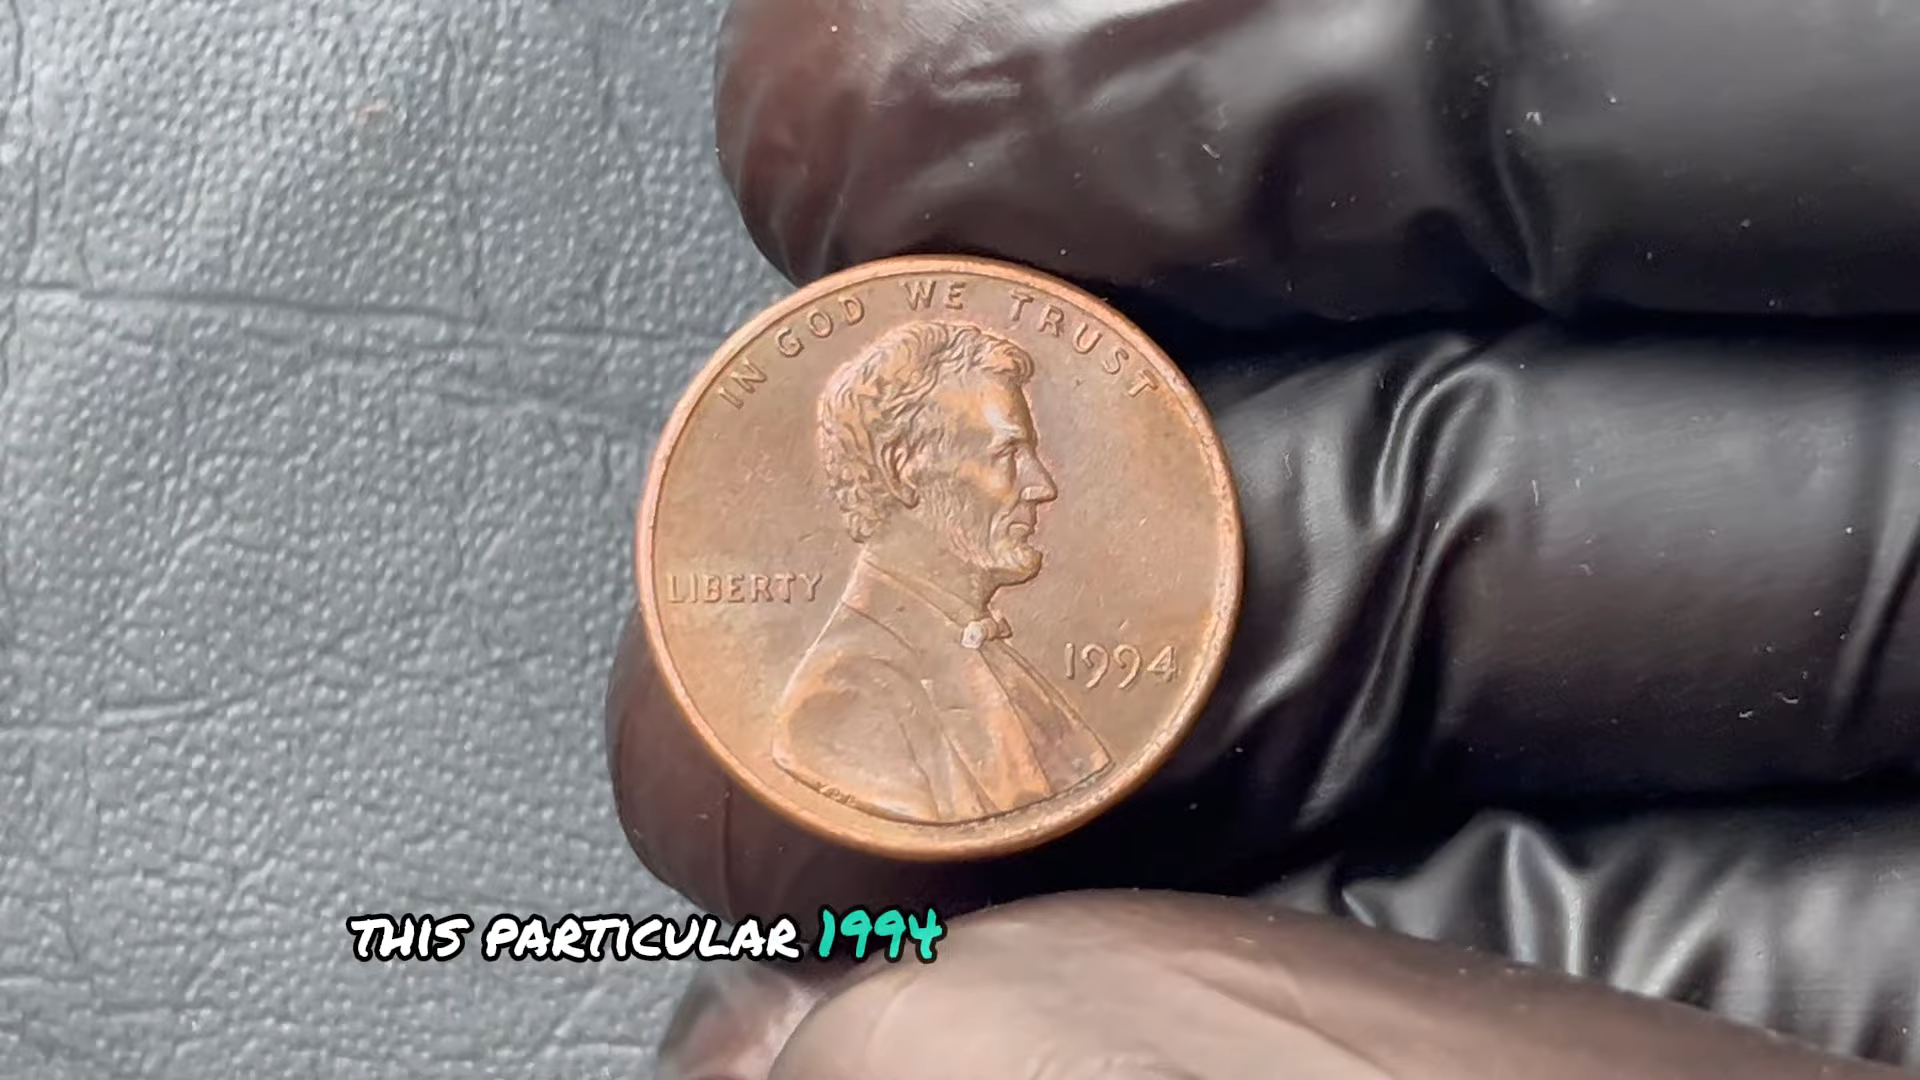 IN GOD WE TRUST
LIBERTY
1994
THIS PARTICULAR 1994